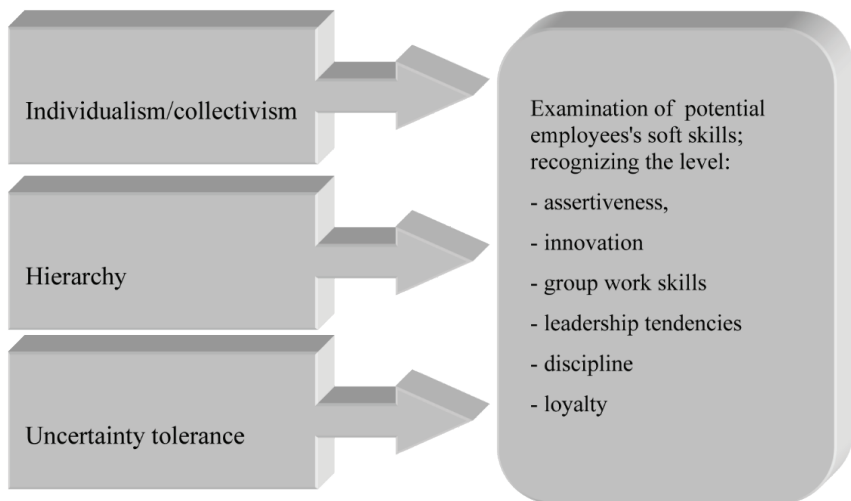 Individualism/collectivism
Hierarchy
Uncertainty tolerance
Examination of potential
employees's soft skills;
recognizing the level:
- assertiveness,
- innovation
- group work skills
- leadership tendencies
- discipline
- loyalty